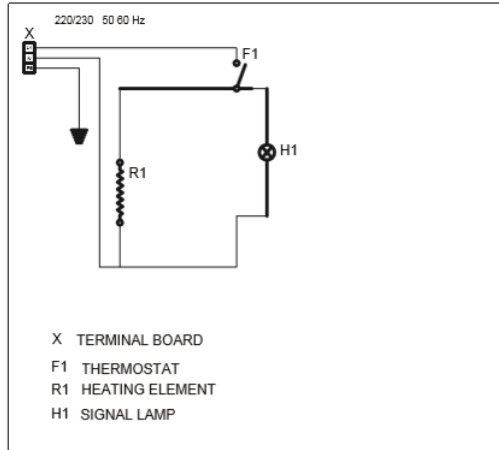 220/230 50 60 Hz
X
F1
R1
H1
X TERMINAL BOARD
F1 THERMOSTAT
R1 HEATING ELEMENT
H1 SIGNAL LAMP